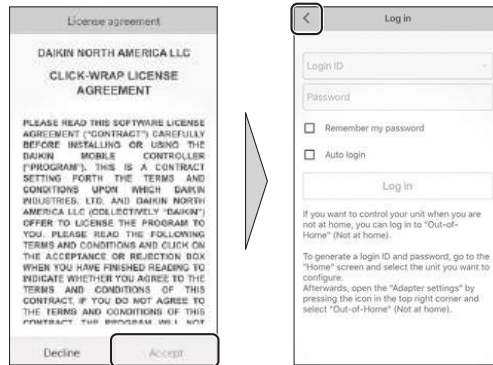 License agreement
DAIKIN NORTH AMERICA LLC
CLICK-WRAP LICENSE
AGREEMENT
PLEASE READ THIS SOFTWARE LICENSE
AGREEMENT ("CONTRACT") CAREFULLY
BEFORE INSTALLING OR USING THE
DAIKIN MOBILE CONTROLLER
("PROGRAM"). THIS IS A CONTRACT
SETTING FORTH THE TERMS AND
CONDITIONS UPON WHICH DAIKIN
INDUSTRIES, LTD. AND DAIKIN NORTH
AMERICA LLC (COLLECTIVELY "DAIKIN")
OFFER TO LICENSE THE PROGRAM TO
YOU. PLEASE READ THE FOLLOWING
TERMS AND CONDITIONS AND CLICK ON
THE ACCEPTANCE OR REJECTION BOX
WHEN YOU HAVE FINISHED READING TO
INDICATE WHETHER YOU AGREE TO THE
TERMS AND CONDITIONS OF THIS
CONTRACT. IF YOU DO NOT AGREE TO
THE TERMS AND CONDITIONS OF THIS
CONTRACT, THE PROGRAM WILL NOT
Decline Accept
Log in
Login ID
Password
Remember my password
Auto login
Log in
If you want to control your unit when you are
not at home, you can log in to "Out-of-
Home" (Not at home).
To generate a login ID and password, go to the
"Home" screen and select the unit you want to
configure.
Afterwards, open the "Adapter settings" by
pressing the icon in the top right corner and
select "Out-of-Home" (Not at home).